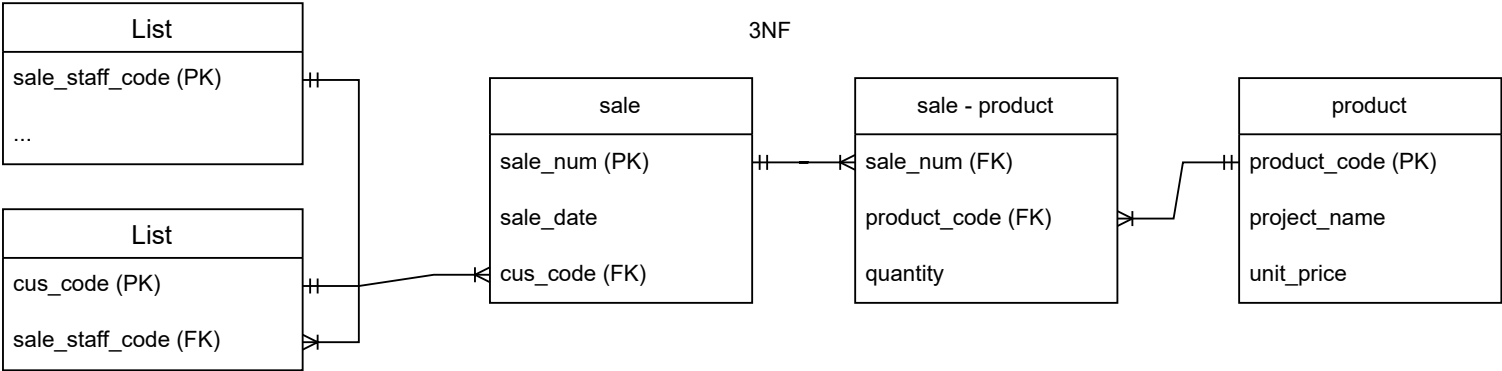 List
sale_staff_code (PK)
...
List
cus_code (PK)
sale_staff_code (FK)
3NF
sale
sale_num (PK)
sale_date
cus_code (FK)
sale - product
sale_num (FK)
product_code (FK)
quantity
product
product_code (PK)
project_name
unit_price